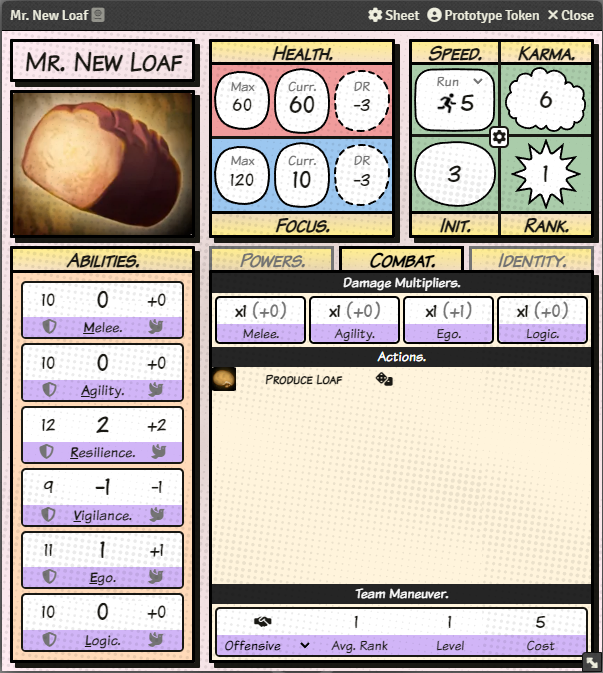 Mr. New Loaf Sheet Prototype Token Close
Mr. New Loaf
Health.
Max 60 Curr. 60 DR -3
Max 120 Curr. 10 DR -3
Focus.
Speed. Karma.
Run 5 6
3 1
Init. Rank.
Abilities.
10 0 +0
Melee.
10 0 +0
Agility.
12 2 +2
Resilience.
9 -1 -1
Vigilance.
11 1 +1
Ego.
10 0 +0
Logic.
Powers. Combat. Identity.
Damage Multipliers.
x1 (+0) x1 (+0) x1 (+1) x1 (+0)
Melee. Agility. Ego. Logic.
Actions.
Produce Loaf
Team Maneuver.
1 1 5
Offensive Avg. Rank Level Cost